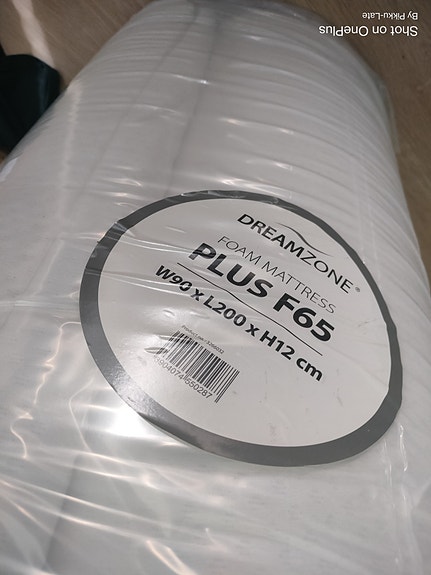 DREAMZONE®
FOAM MATTRESS
PLUS F65
W90 x L200 x H12 cm
Shot on OnePlus
By Pikku-Late